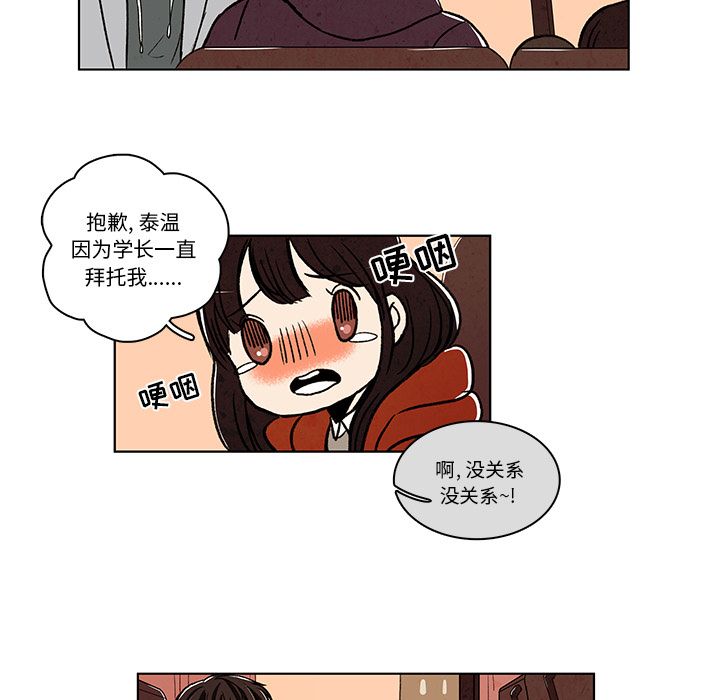 抱歉, 泰温
因为学长一直
拜托我......
哽咽
哽咽
啊, 没关系
没关系~!